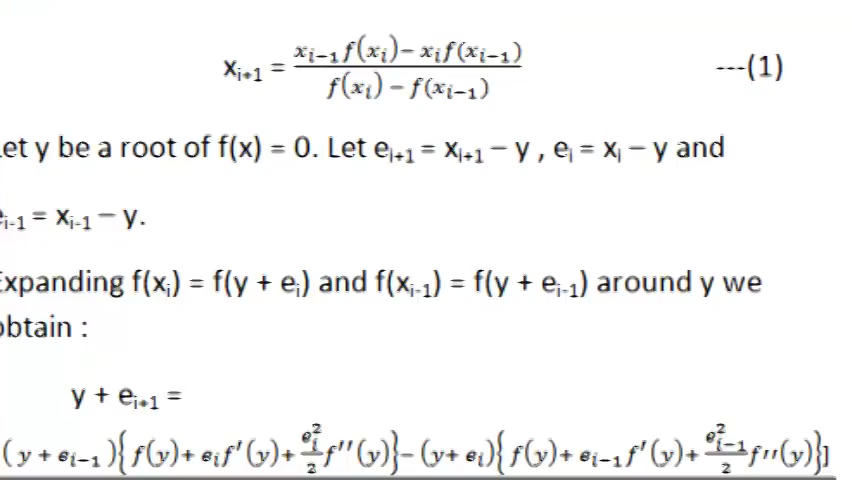 xᵢ₊₁ = (xᵢ₋₁f(xᵢ) − xᵢf(xᵢ₋₁)) / (f(xᵢ) − f(xᵢ₋₁)) ---(1)
Let y be a root of f(x) = 0. Let eᵢ₊₁ = xᵢ₊₁ – y , eᵢ = xᵢ – y and
eᵢ₋₁ = xᵢ₋₁ – y.
Expanding f(xᵢ) = f(y + eᵢ) and f(xᵢ₋₁) = f(y + eᵢ₋₁) around y we
obtain :
y + eᵢ₊₁ =
(y + eᵢ₋₁){f(y)+ eᵢf′(y)+ eᵢ²/2 f′′(y)}− (y+ eᵢ){f(y)+ eᵢ₋₁f′(y)+ eᵢ₋₁²/2 f′′(y)}]